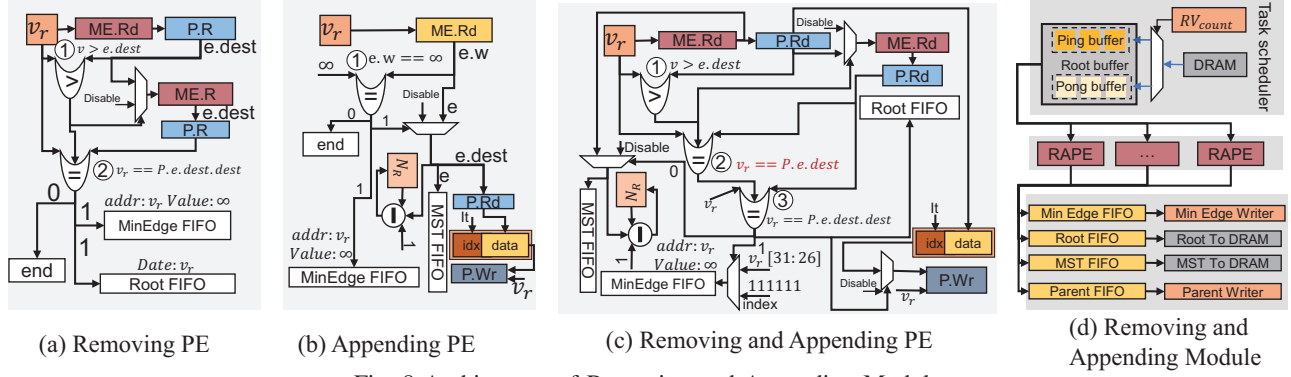 v_r
ME.Rd
P.R
① v > e.dest
e.dest
>
Disable
ME.R
e.dest
P.R
=
② v_r == P.e.dest.dest
0
1
addr: v_r Value: ∞
MinEdge FIFO
1
end
Date: v_r
Root FIFO
(a) Removing PE
v_r
ME.Rd
∞
① e.w == ∞
e.w
Disable
=
e
0
1
end
e.dest
N_R
e
P.Rd
It
addr: v_r
1
idx
data
Value: ∞
MinEdge FIFO
MST FIFO
P.Wr
v_r
(b) Appending PE
v_r
ME.Rd
P.Rd
Disable
ME.Rd
① v > e.dest
P.Rd
>
Root FIFO
Disable
=
② v_r == P.e.dest
0
③
N_R
v_r
=
v_r == P.e.dest.dest
It
MST FIFO
addr: v_r
1
idx
data
1
Value: ∞
v_r [31: 26]
MinEdge FIFO
111111
Disable
P.Wr
index
v_r
(c) Removing and Appending PE
Ping buffer
Root buffer
Pong buffer
RV_count
DRAM
Task scheduler
RAPE
...
RAPE
Min Edge FIFO
Min Edge Writer
Root FIFO
Root To DRAM
MST FIFO
MST To DRAM
Parent FIFO
Parent Writer
(d) Removing and
Appending Module